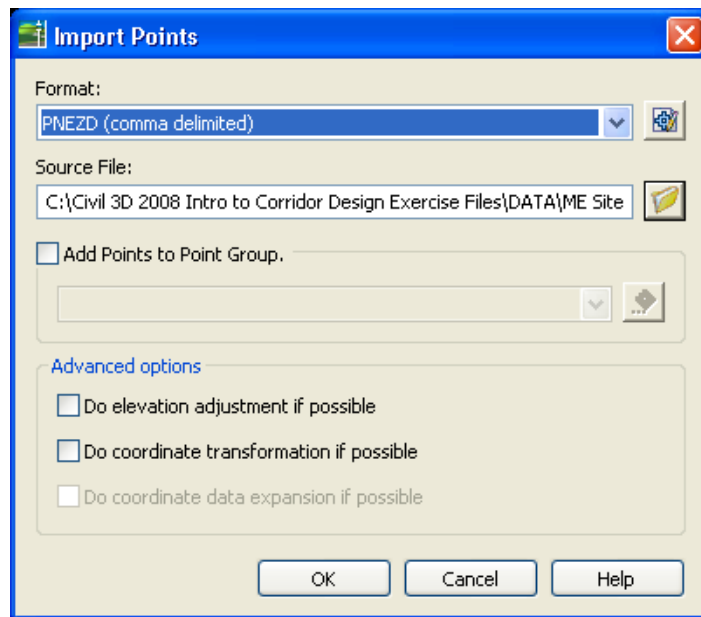 Import Points
Format:
PNEZD (comma delimited)
Source File:
C:\Civil 3D 2008 Intro to Corridor Design Exercise Files\DATA\ME Site
Add Points to Point Group.
Advanced options
Do elevation adjustment if possible
Do coordinate transformation if possible
Do coordinate data expansion if possible
OK Cancel Help